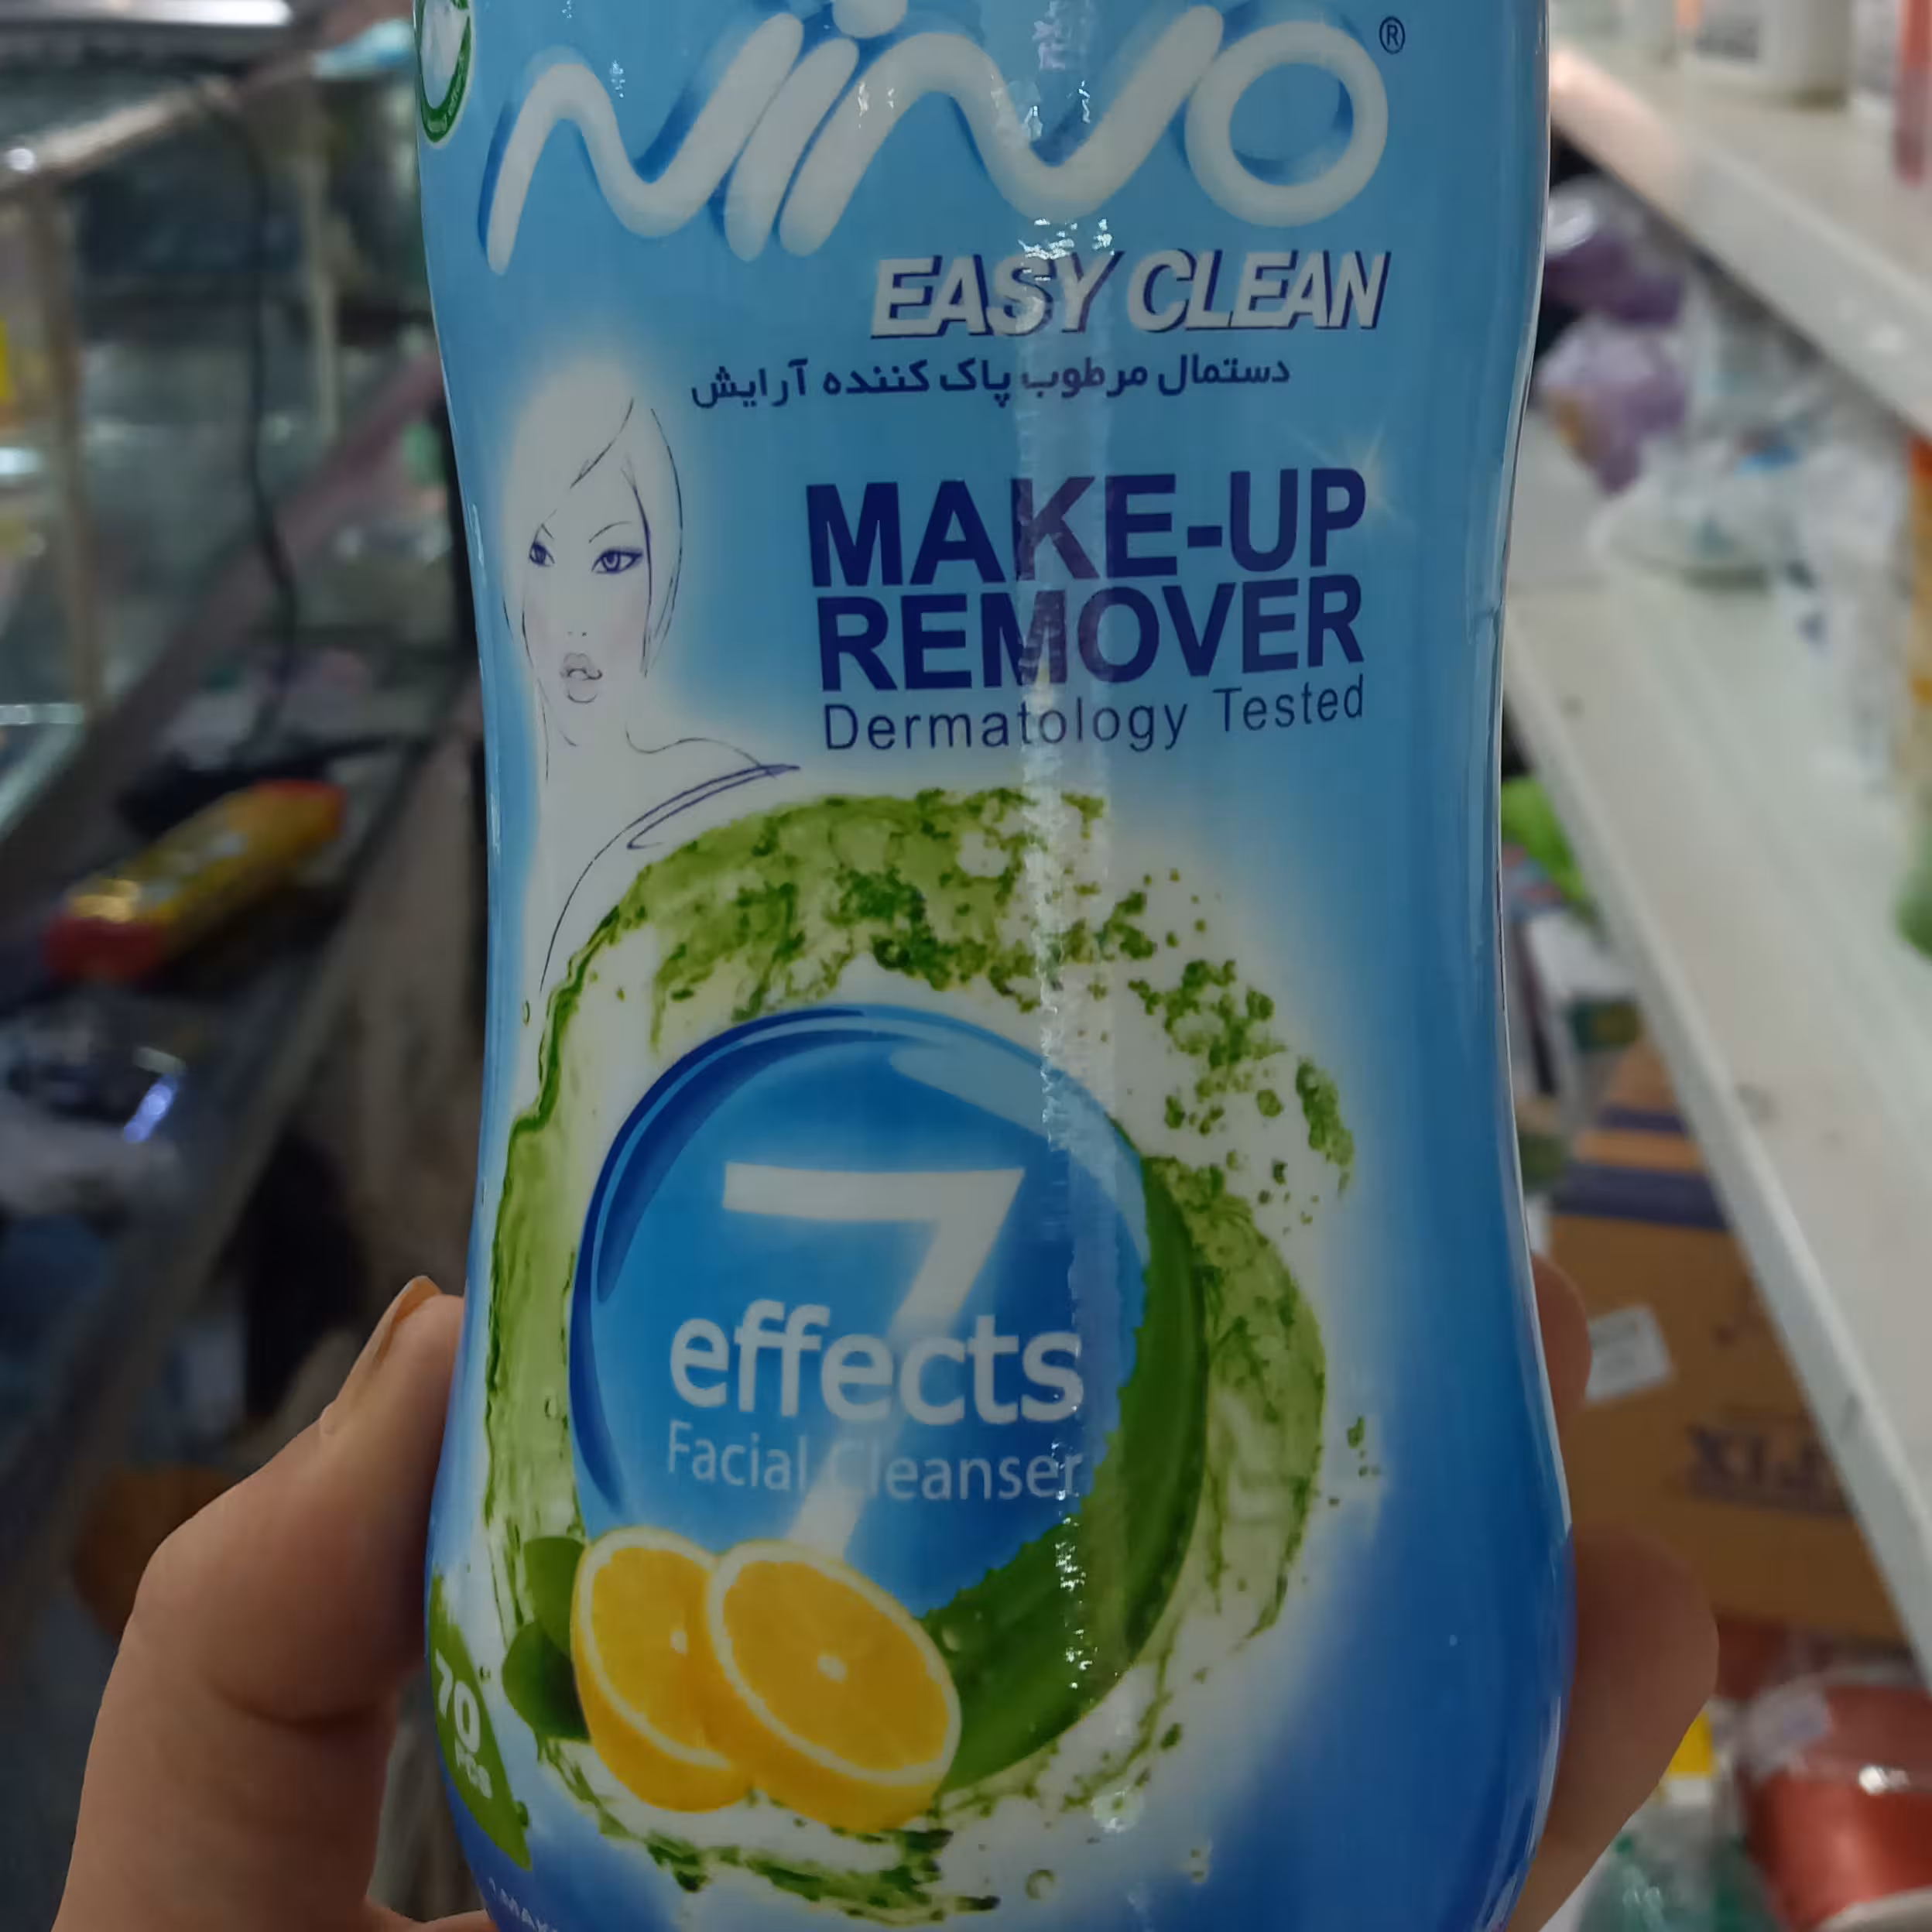 NINO®
EASY CLEAN
دستمال مرطوب پاک کننده آرایش
MAKE-UP
REMOVER
Dermatology Tested
7
effects
Facial Cleanser
70
PCS